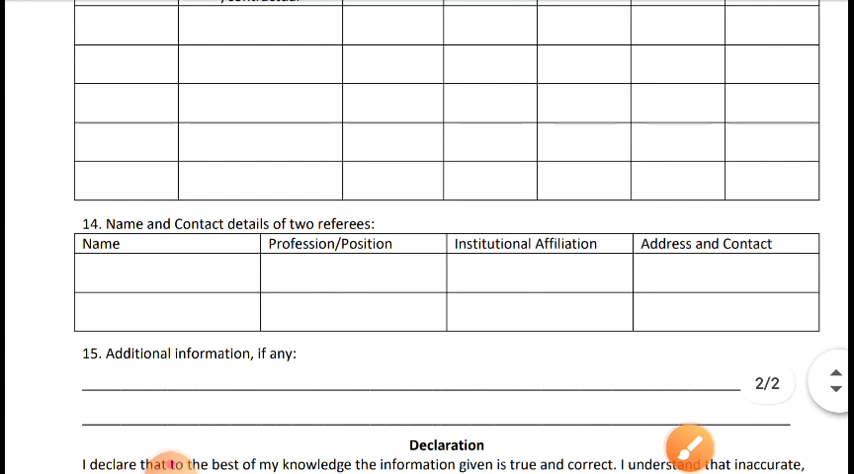 14. Name and Contact details of two referees:
Name Profession/Position Institutional Affiliation Address and Contact
15. Additional information, if any:
2/2
Declaration
I declare that to the best of my knowledge the information given is true and correct. I understand that inaccurate,